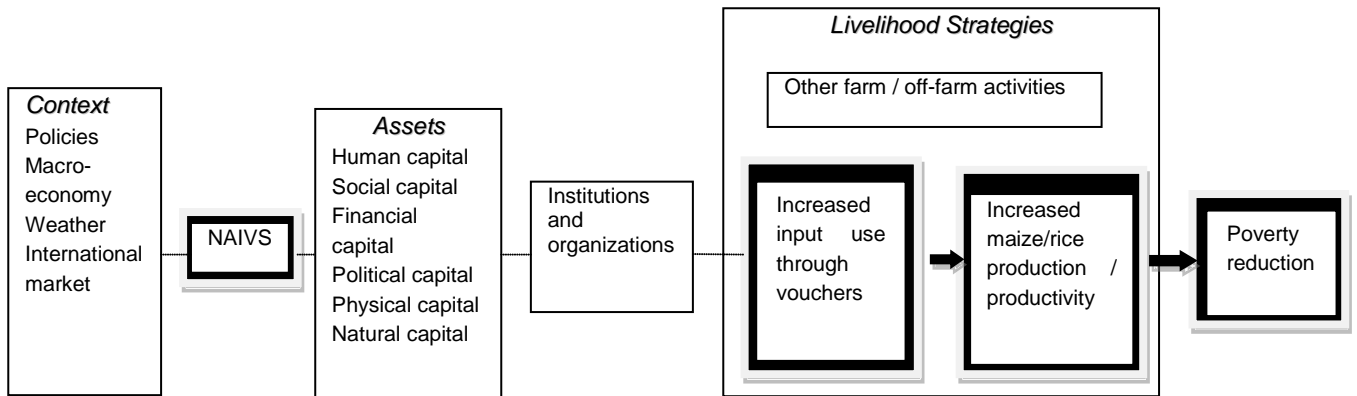 Context
Policies
Macro-
economy
Weather
International
market
NAIVS
Assets
Human capital
Social capital
Financial
capital
Political capital
Physical capital
Natural capital
Institutions
and
organizations
Livelihood Strategies
Other farm / off-farm activities
Increased
input use
through
vouchers
Increased
maize/rice
production /
productivity
Poverty
reduction